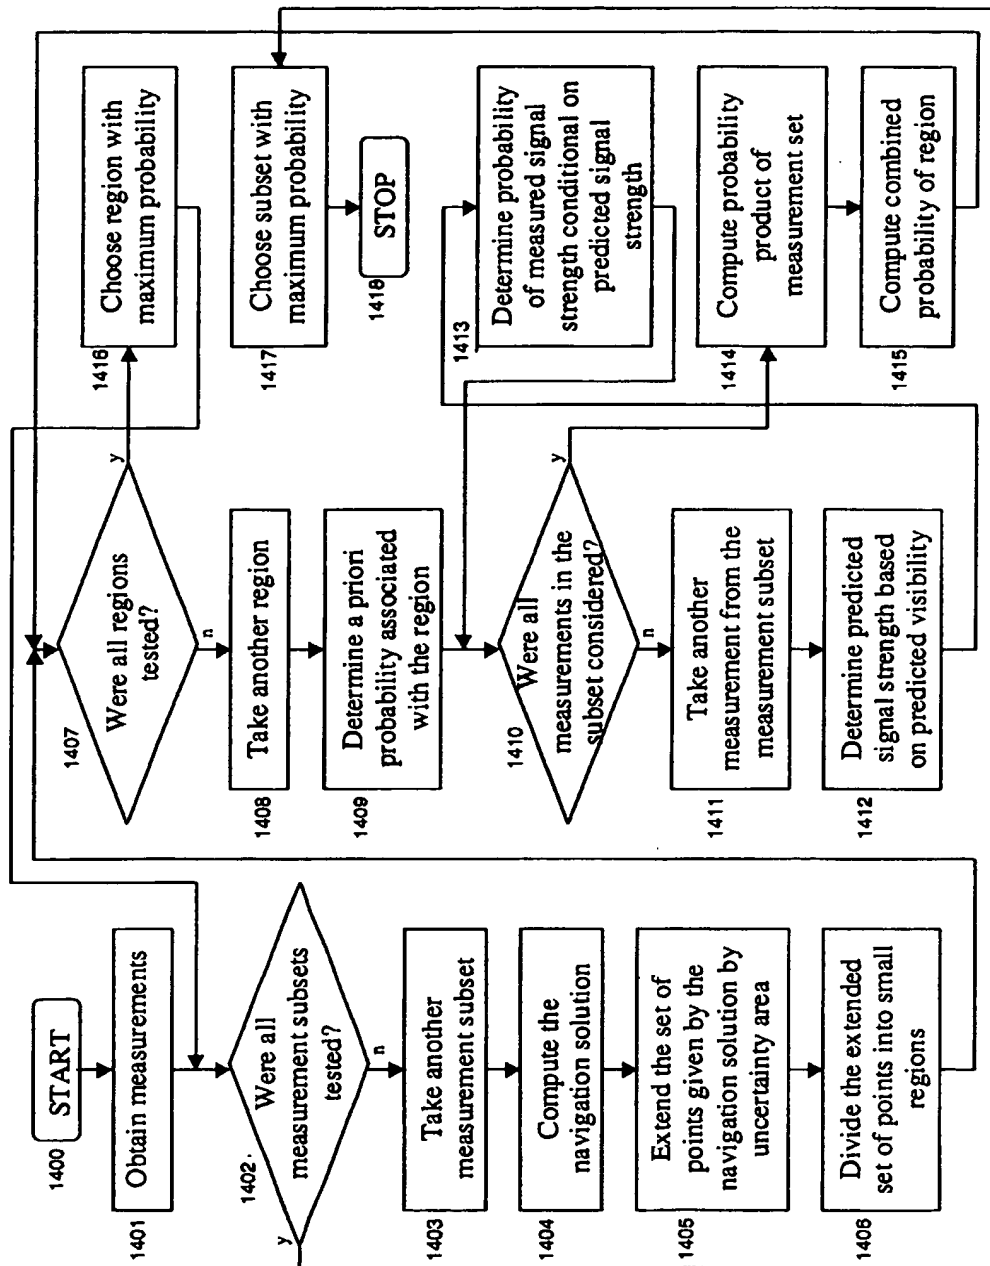 1400
START
1401
Obtain measurements
1402.
Were all
measurement subsets
tested?
y
n
1403
Take another
measurement subset
1404
Compute the
navigation solution
1405
Extend the set of
points given by the
navigation solution by
uncertainty area
1406
Divide the extended
set of points into small
regions
1407
Were all regions
tested?
y
n
1408
Take another region
1409
Determine a priori
probability associated
with the region
1410
Were all
measurements in the
subset considered?
y
n
1411
Take another
measurement from the
measurement subset
1412
Determine predicted
signal strength based
on predicted visibility
1416
Choose region with
maximum probability
1417
Choose subset with
maximum probability
1418
STOP
1413
Determine probability
of measured signal
strength conditional on
predicted signal
strength
1414
Compute probability
product of
measurement set
1415
Compute combined
probability of region